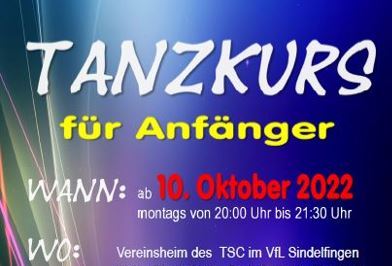 TANZKURS
für Anfänger
WANN: ab 10. Oktober 2022
montags von 20:00 Uhr bis 21:30 Uhr
WO: Vereinsheim des TSC im VfL Sindelfingen